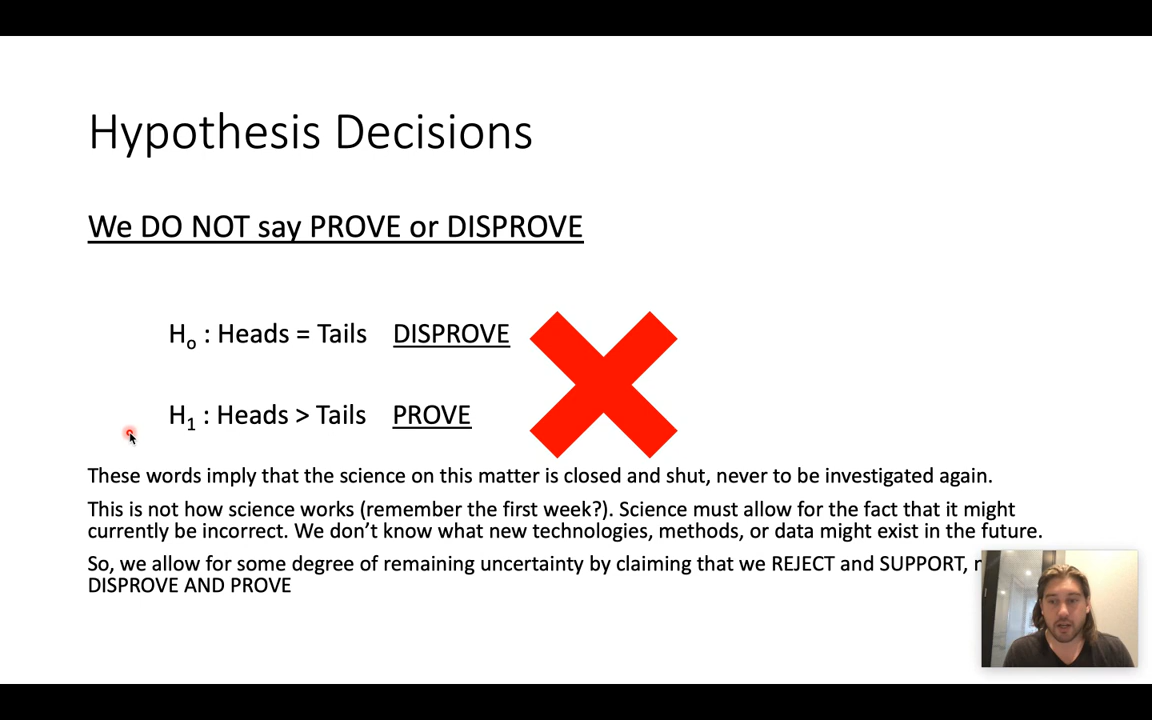 Hypothesis Decisions
We DO NOT say PROVE or DISPROVE
Ho : Heads = Tails DISPROVE
H1 : Heads > Tails PROVE
These words imply that the science on this matter is closed and shut, never to be investigated again.
This is not how science works (remember the first week?). Science must allow for the fact that it might
currently be incorrect. We don’t know what new technologies, methods, or data might exist in the future.
So, we allow for some degree of remaining uncertainty by claiming that we REJECT and SUPPORT,
DISPROVE AND PROVE